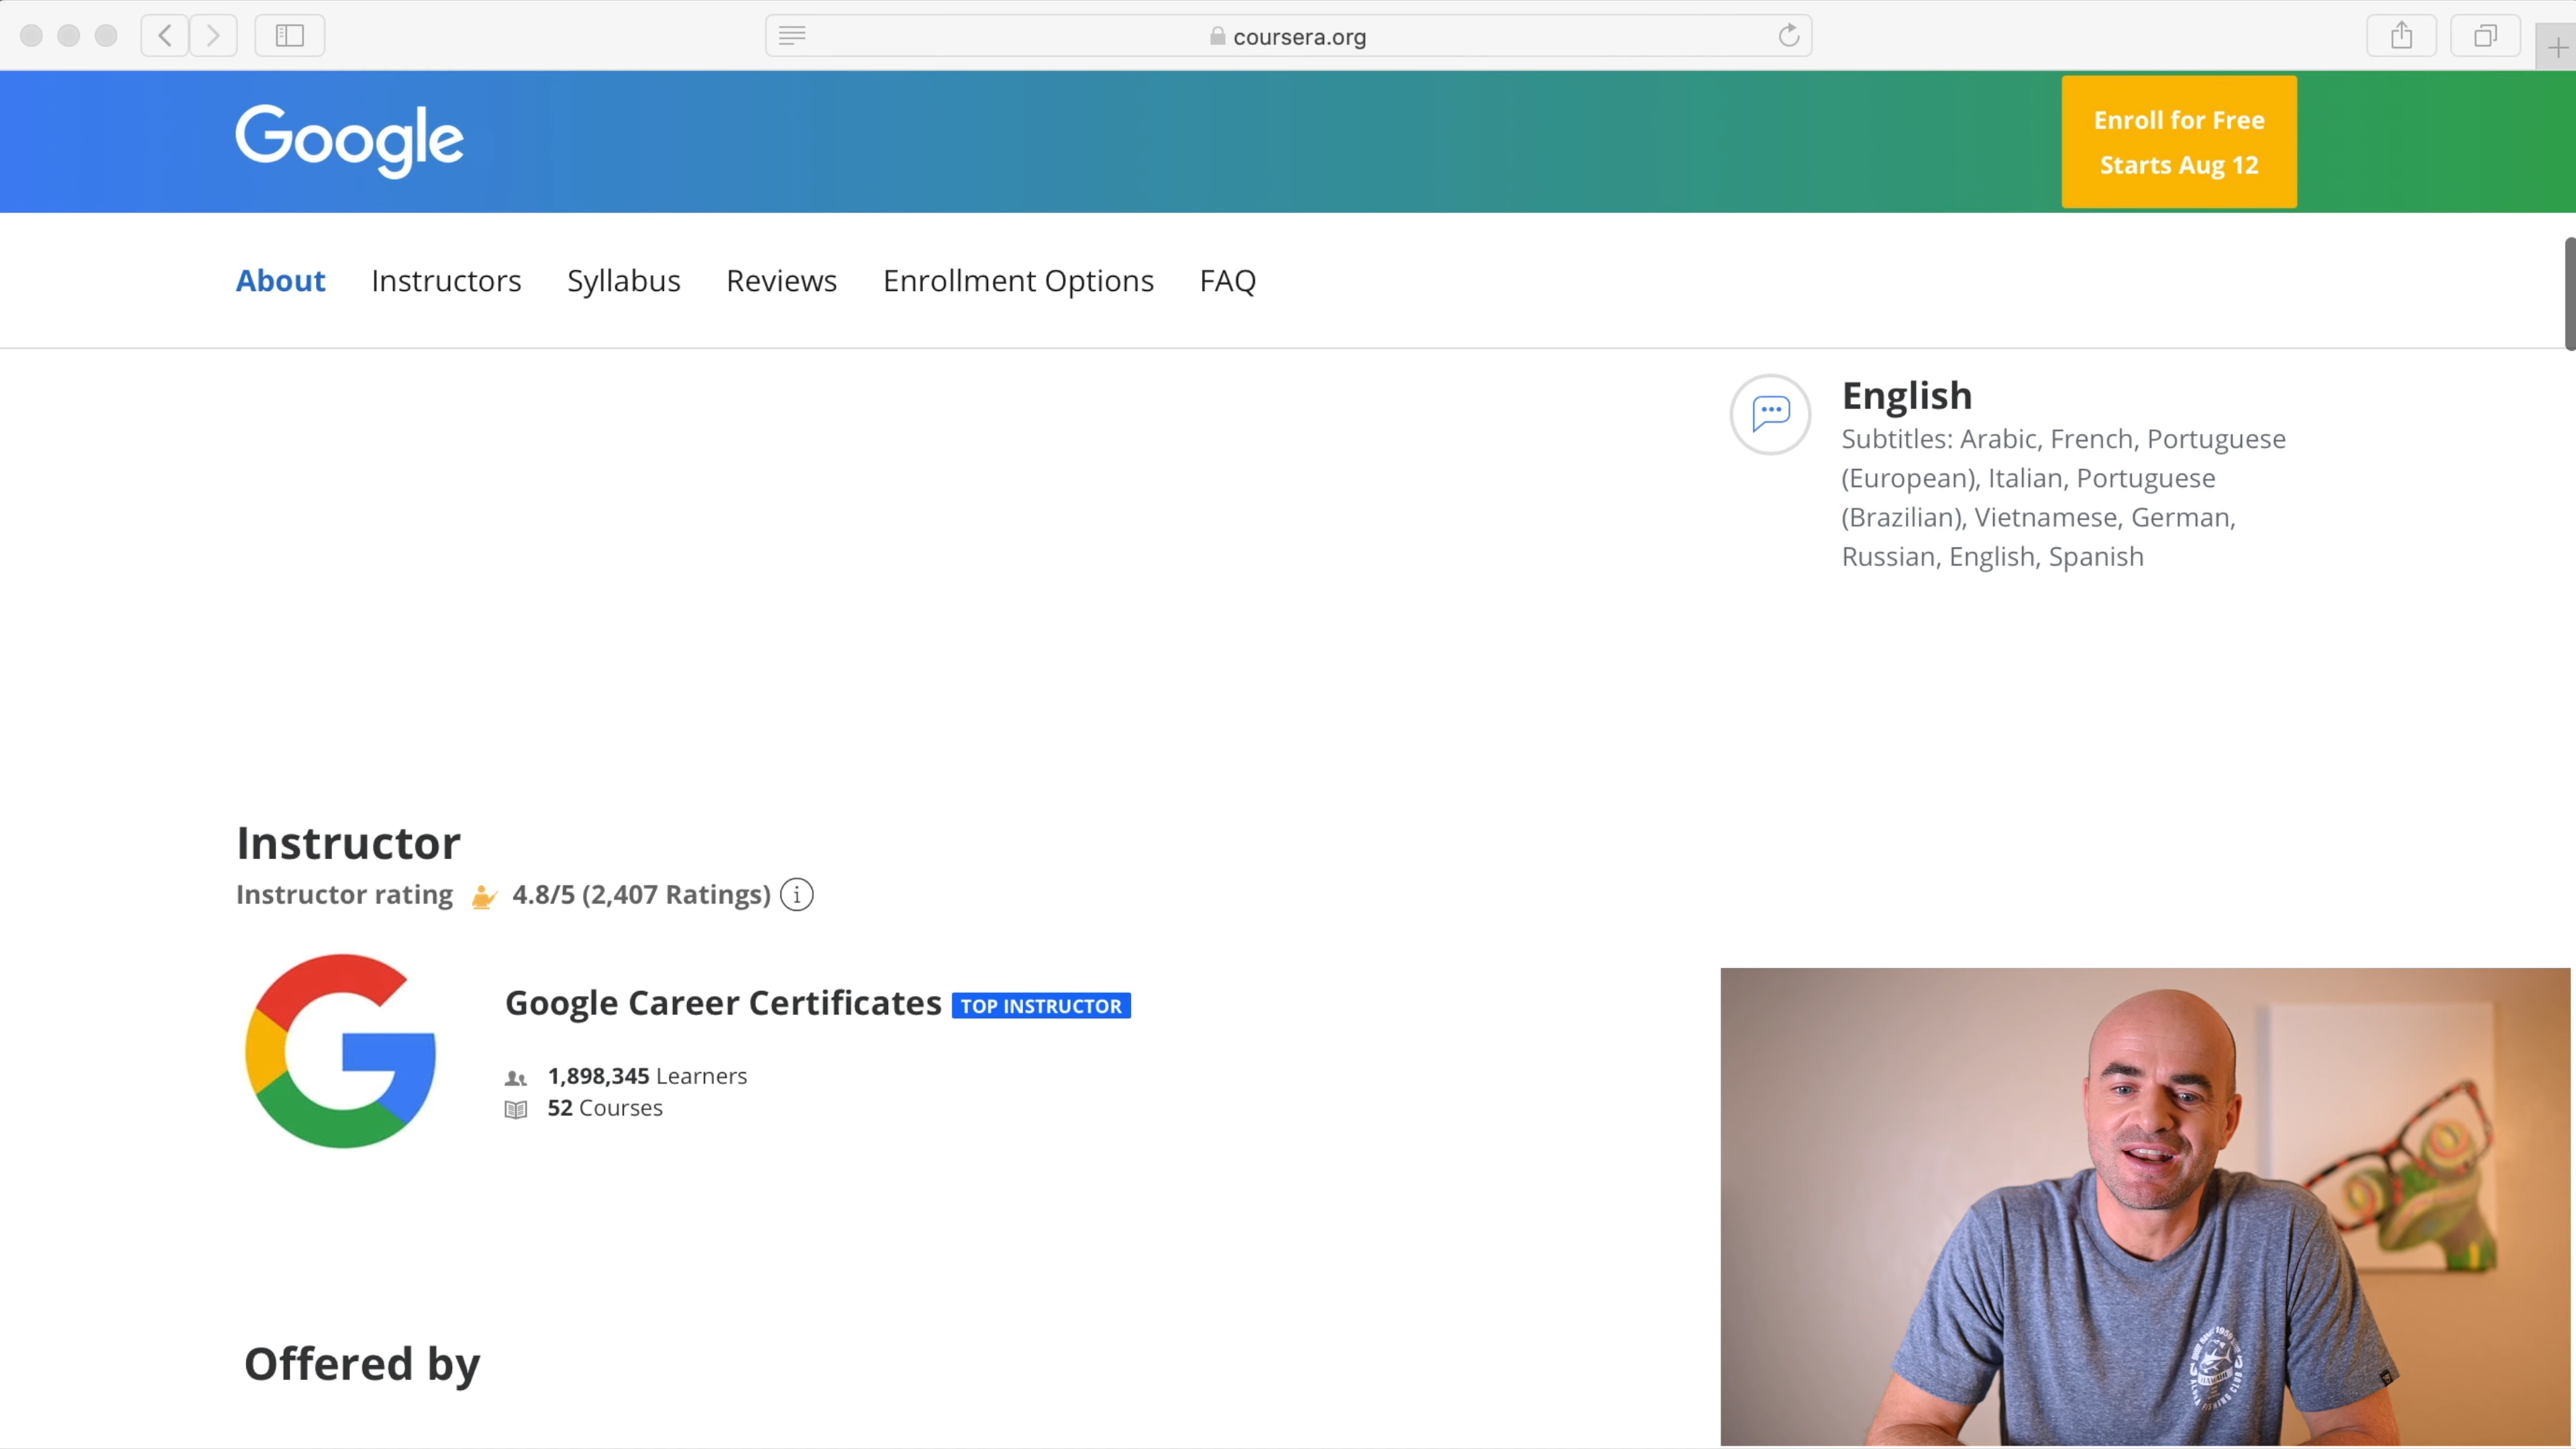 coursera.org
Google
Enroll for Free
Starts Aug 12
About Instructors Syllabus Reviews Enrollment Options FAQ
English
Subtitles: Arabic, French, Portuguese
(European), Italian, Portuguese
(Brazilian), Vietnamese, German,
Russian, English, Spanish
Instructor
Instructor rating 4.8/5 (2,407 Ratings) i
Google Career Certificates TOP INSTRUCTOR
1,898,345 Learners
52 Courses
Offered by